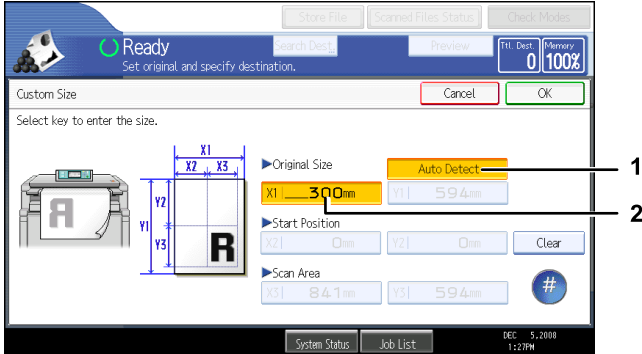 Store File Scanned Files Status Check Modes
Ready Search Dest. Preview Ttl. Dest. Memory
Set original and specify destination. 0 100%
Custom Size Cancel OK
Select key to enter the size.
X1
X2 X3
Y1 Y2 Y3
R R
►Original Size Auto Detect 1
X1 300mm Y1 594mm 2
►Start Position
X2 0mm Y2 0mm Clear
►Scan Area
X3 841mm Y3 594mm #
System Status Job List DEC 5,2008
1:27PM